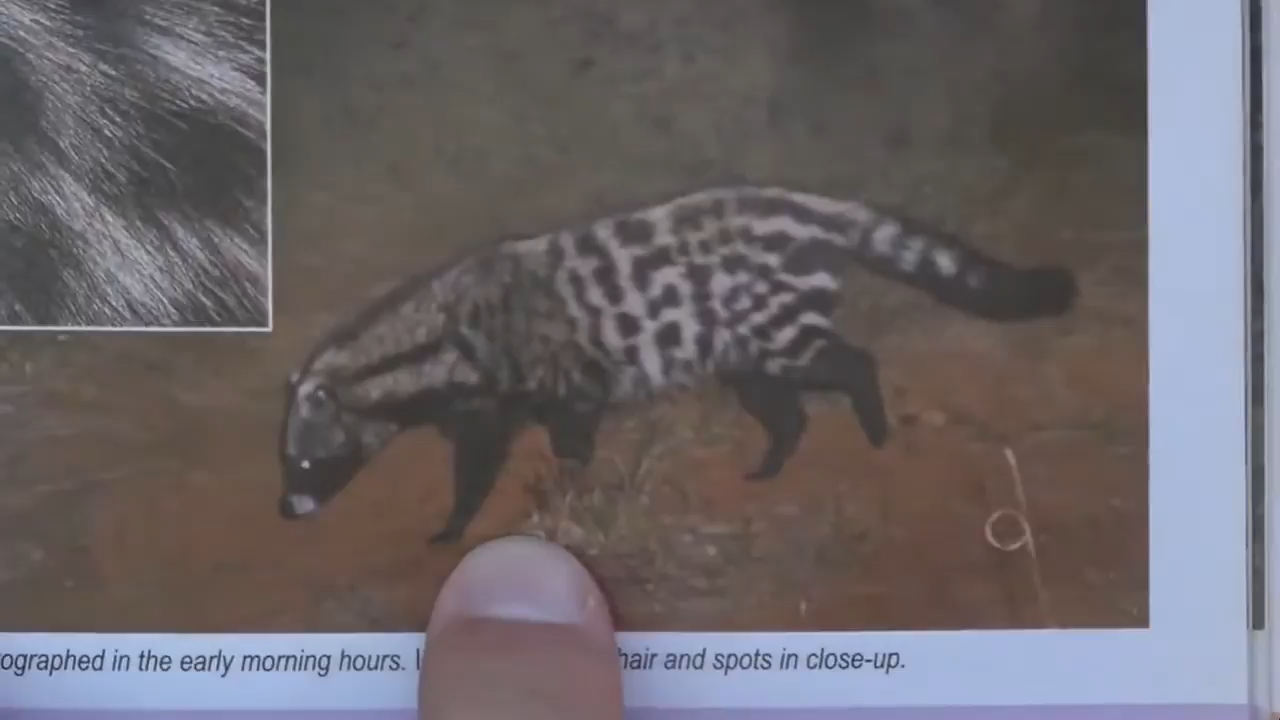 ographed in the early morning hours. hair and spots in close-up.